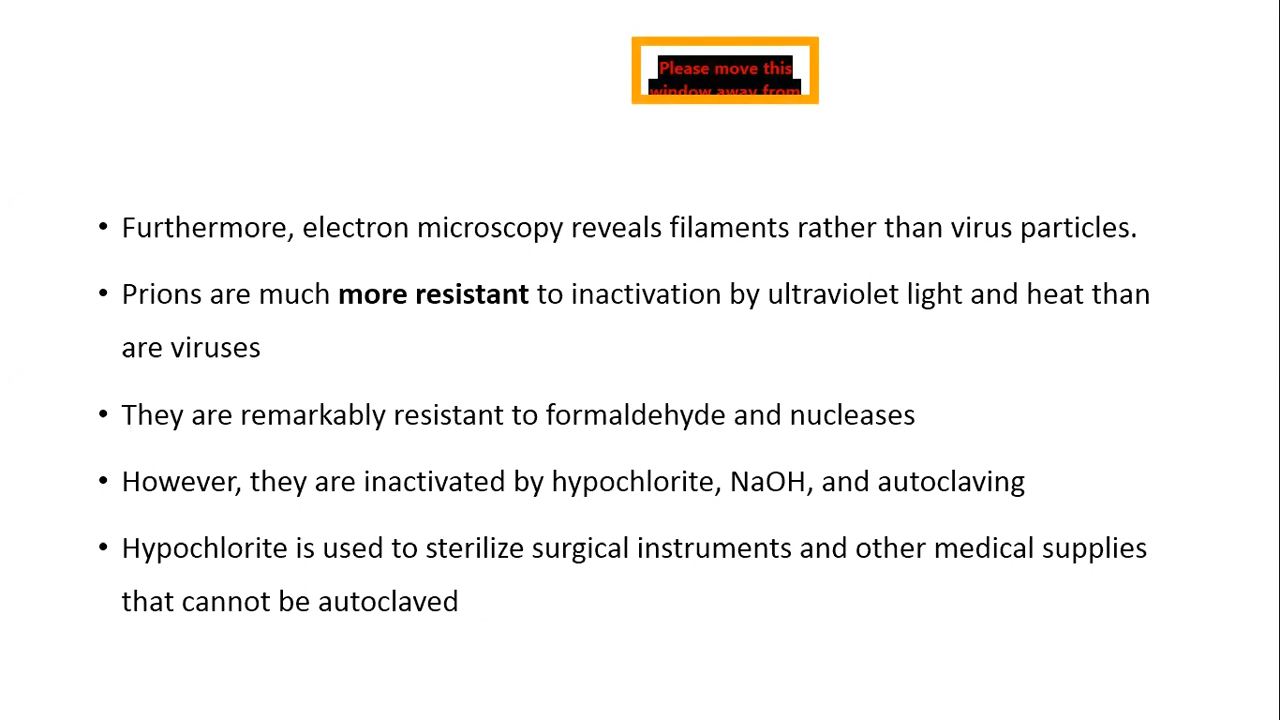 Please move this
window away from
• Furthermore, electron microscopy reveals filaments rather than virus particles.
• Prions are much more resistant to inactivation by ultraviolet light and heat than
are viruses
• They are remarkably resistant to formaldehyde and nucleases
• However, they are inactivated by hypochlorite, NaOH, and autoclaving
• Hypochlorite is used to sterilize surgical instruments and other medical supplies
that cannot be autoclaved